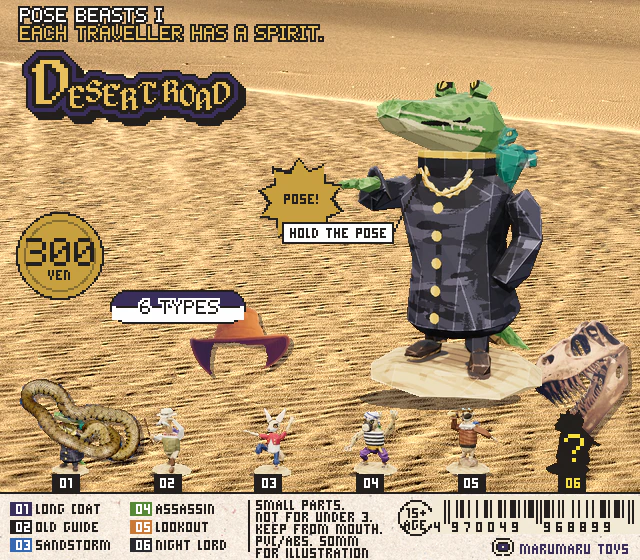 POSE BEASTS I
EACH TRAVELLER HAS A SPIRIT.
DESERT ROAD
POSE!
HOLD THE POSE
300
YEN
6 TYPES
?
01
02
03
04
05
06
01 LONG COAT
02 OLD GUIDE
03 SANDSTORM
04 ASSASSIN
05 LOOKOUT
06 NIGHT LORD
SMALL PARTS.
NOT FOR UNDER 3.
KEEP FROM MOUTH.
PVC/ABS. 50MM
FOR ILLUSTRATION
15+
AGE
4 970049 968899
MARUMARU TOYS